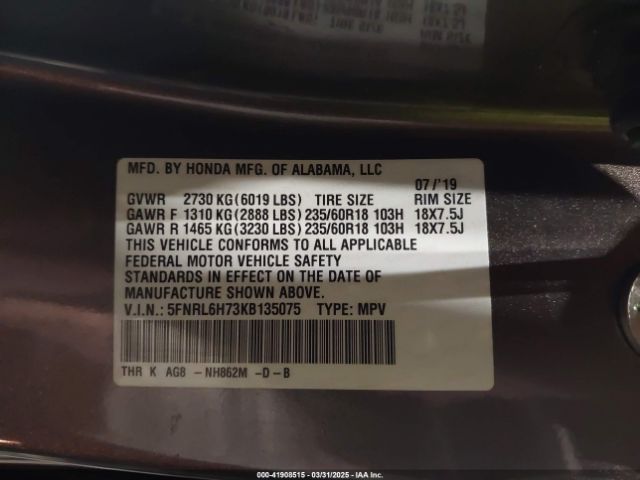 MFD. BY HONDA MFG. OF ALABAMA, LLC 07/'19
GVWR 2730 KG(6019 LBS) TIRE SIZE RIM SIZE
GAWR F 1310 KG(2888 LBS) 235/60R18 103H 18X7.5J
GAWR R 1465 KG(3230 LBS) 235/60R18 103H 18X7.5J
THIS VEHICLE CONFORMS TO ALL APPLICABLE
FEDERAL MOTOR VEHICLE SAFETY
STANDARDS IN EFFECT ON THE DATE OF
MANUFACTURE SHOWN ABOVE.
V.I.N.: 5FNRL6H73KB135075 TYPE: MPV
THR K AG8 -NH862M -D-B
000-41908515 - 03/31/2025 - IAA Inc.